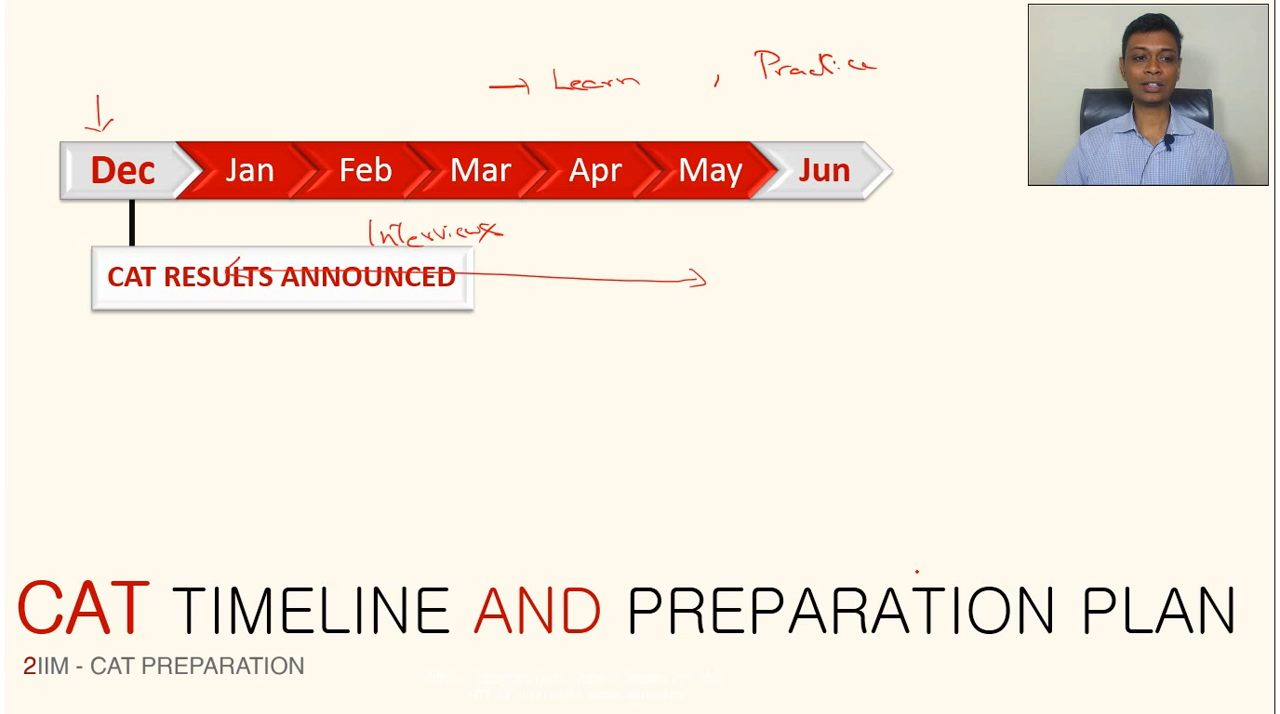 → Learn , Practice
Dec Jan Feb Mar Apr May Jun
Interviews
CAT RESULTS ANNOUNCED
CAT TIMELINE AND PREPARATION PLAN
2IIM - CAT PREPARATION